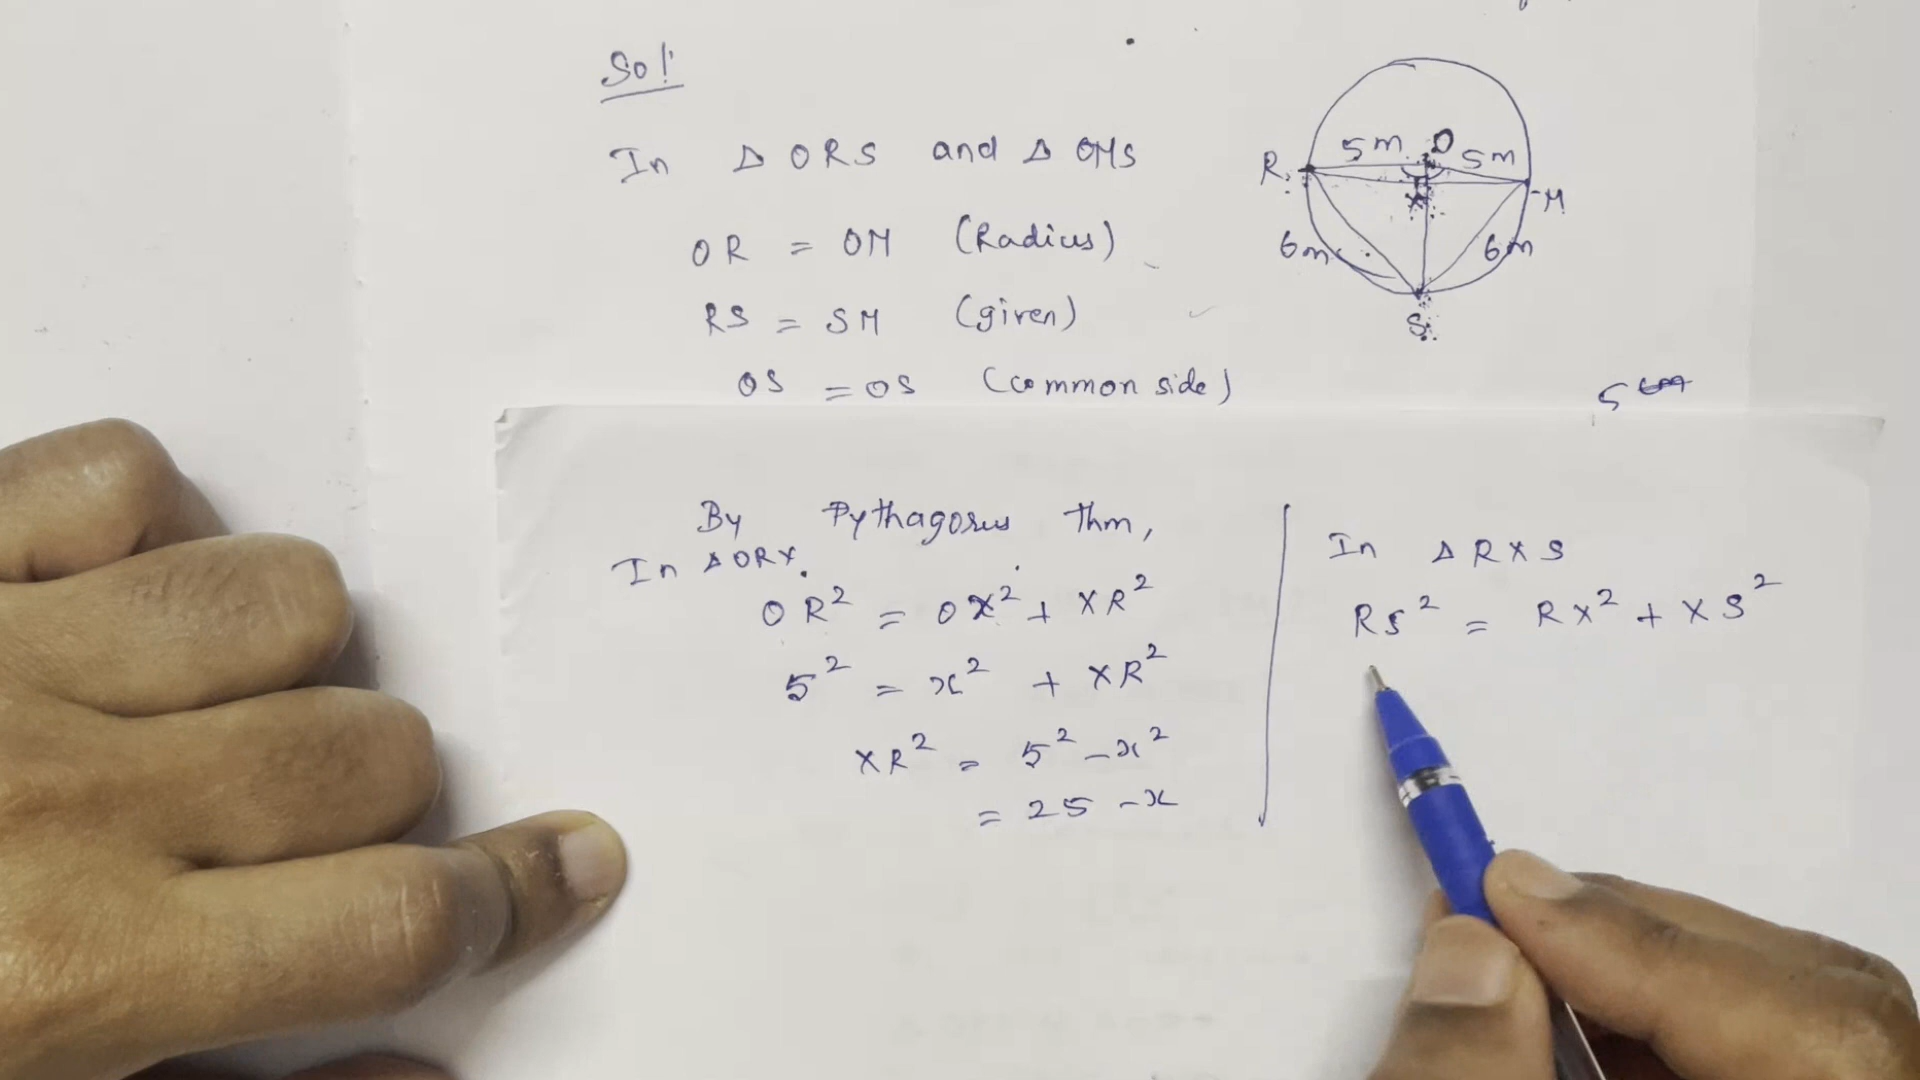 Sol
In Δ ORS and Δ OMS
OR = OM (Radius)
RS = SM (given)
OS = OS (common side)
O
5m
5m
R
M
X
6m
6m
S
5
By Pythagorus thm,
In Δ ORX
OR² = OX² + XR²
5² = x² + XR²
XR² = 5² - x²
= 25 - x
In Δ RXS
RS² = RX² + XS²